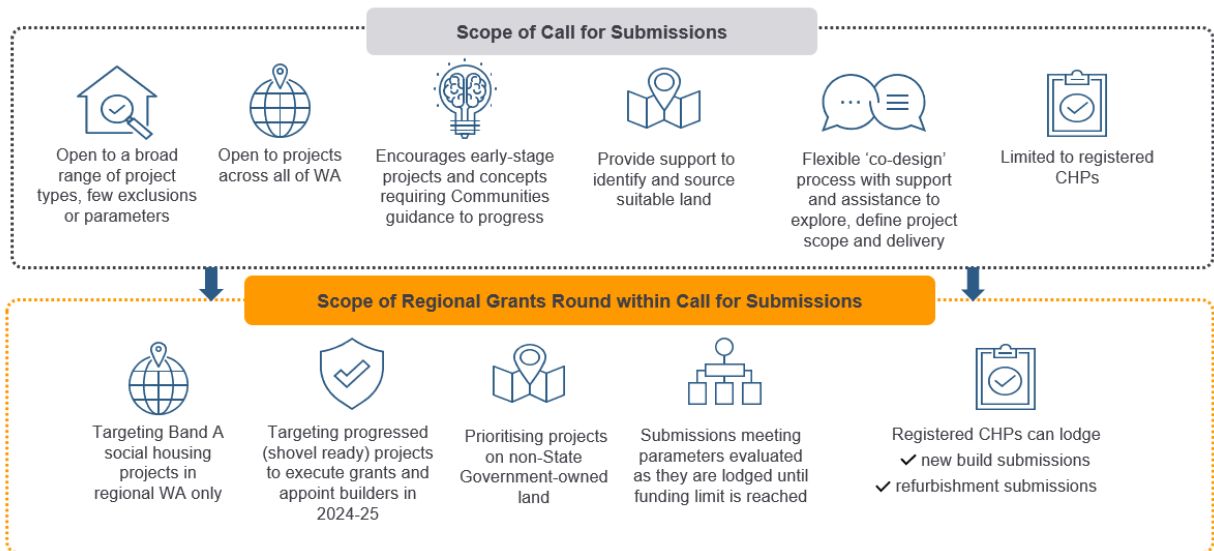 Scope of Call for Submissions
Open to a broad
range of project
types, few exclusions
or parameters
Open to projects
across all of WA
Encourages early-stage
projects and concepts
requiring Communities
guidance to progress
Provide support to
identify and source
suitable land
Flexible ‘co-design’
process with support
and assistance to
explore, define project
scope and delivery
Limited to registered
CHPs
Scope of Regional Grants Round within Call for Submissions
Targeting Band A
social housing
projects in
regional WA only
Targeting progressed
(shovel ready) projects
to execute grants and
appoint builders in
2024-25
Prioritising projects
on non-State
Government-owned
land
Submissions meeting
parameters evaluated
as they are lodged until
funding limit is reached
Registered CHPs can lodge
✓ new build submissions
✓ refurbishment submissions